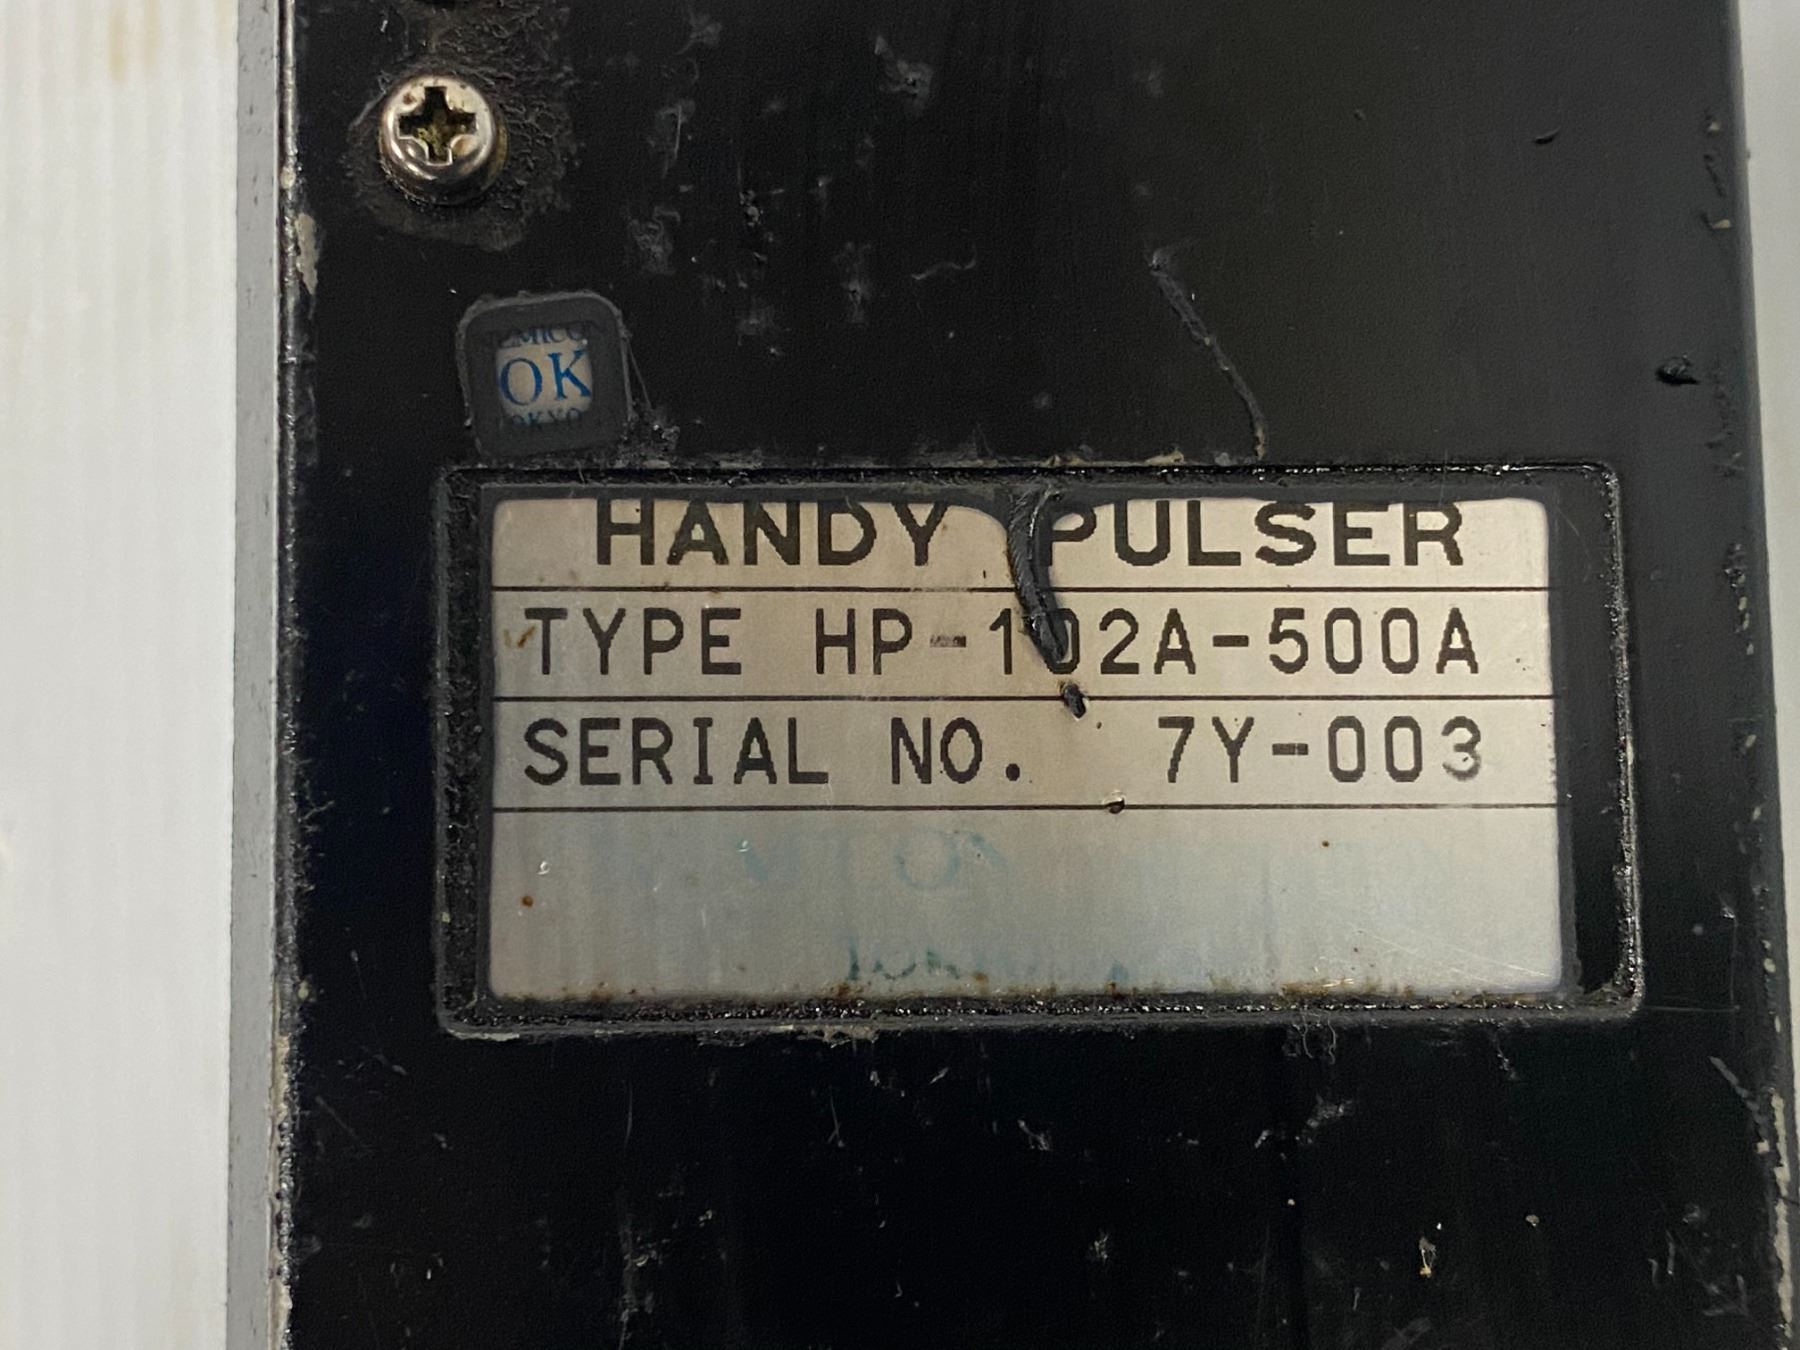 OK
HANDY PULSER
TYPE HP-102A-500A
SERIAL NO. 7Y-003